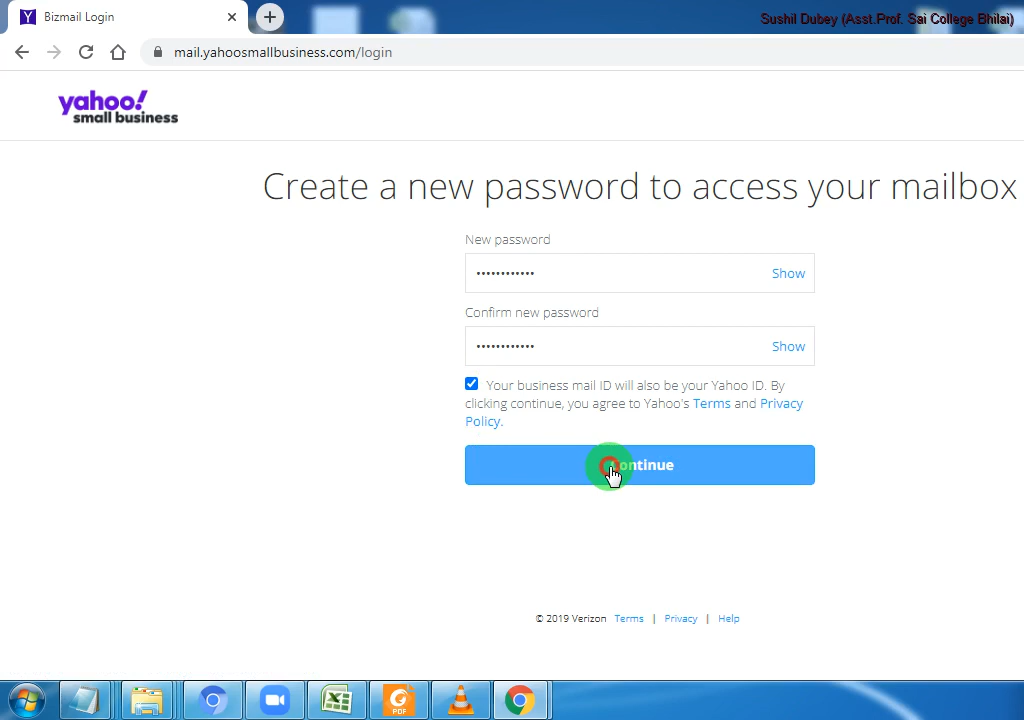 Bizmail Login
Sushil Dubey (Asst.Prof. Sai College Bhilai)
mail.yahoosmallbusiness.com/login
yahoo!
small business
Create a new password to access your mailbox
New password
•••••••••••• Show
Confirm new password
•••••••••••• Show
Your business mail ID will also be your Yahoo ID. By
clicking continue, you agree to Yahoo's Terms and Privacy
Policy.
Continue
© 2019 Verizon Terms | Privacy | Help
PDF